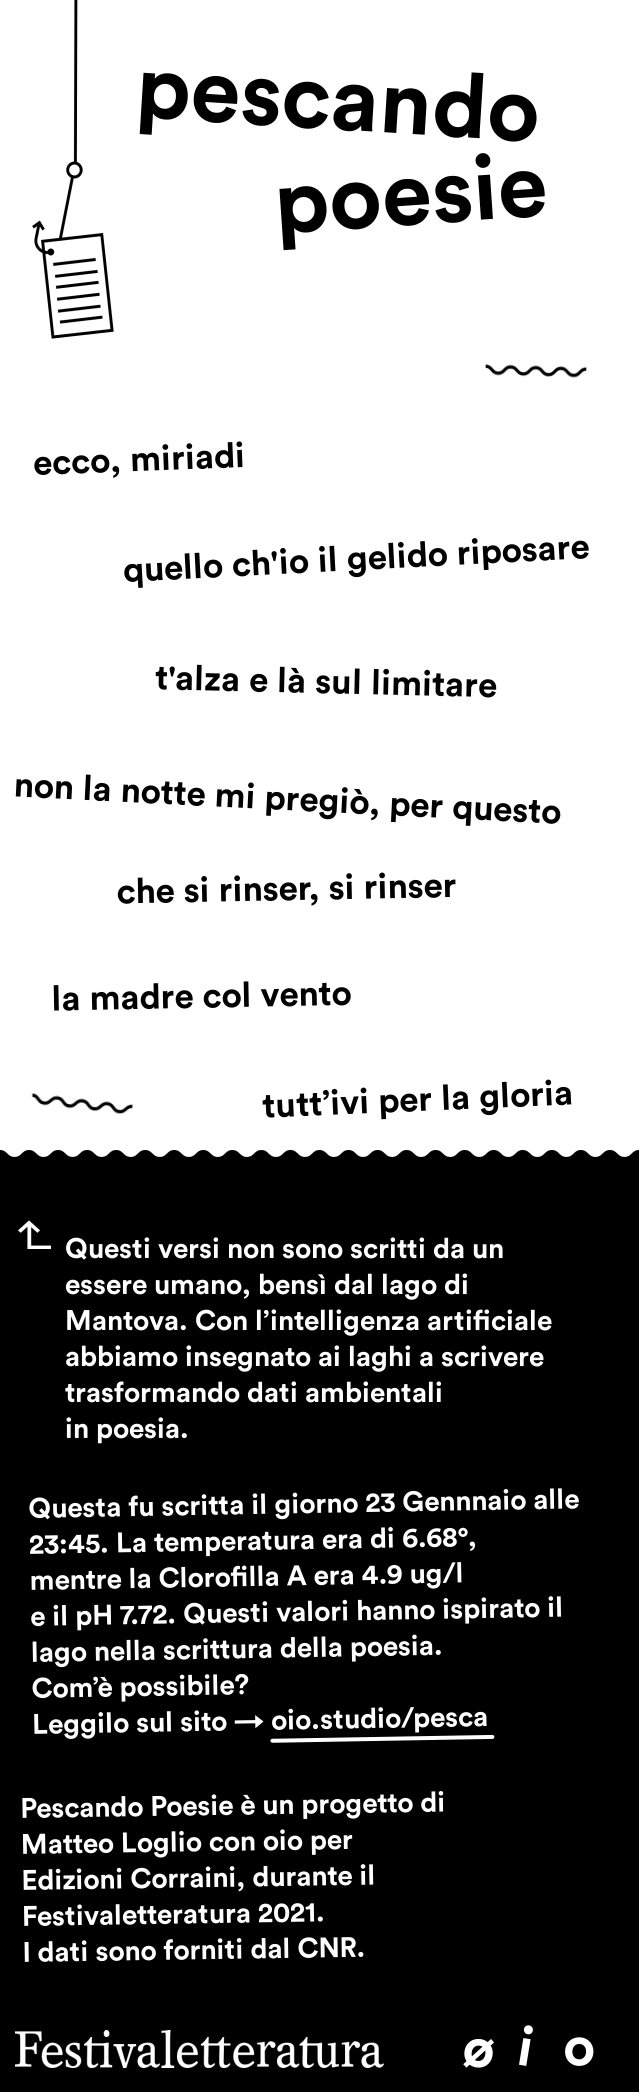 pescando
poesie
ecco, miriadi
quello ch'io il gelido riposare
t'alza e là sul limitare
non la notte mi pregiò, per questo
che si rinser, si rinser
la madre col vento
tutt’ivi per la gloria
Questi versi non sono scritti da un
essere umano, bensì dal lago di
Mantova. Con l’intelligenza artificiale
abbiamo insegnato ai laghi a scrivere
trasformando dati ambientali
in poesia.
Questa fu scritta il giorno 23 Gennnaio alle
23:45. La temperatura era di 6.68°,
mentre la Clorofilla A era 4.9 ug/l
e il pH 7.72. Questi valori hanno ispirato il
lago nella scrittura della poesia.
Com’è possibile?
Leggilo sul sito → oio.studio/pesca
Pescando Poesie è un progetto di
Matteo Loglio con oio per
Edizioni Corraini, durante il
Festivaletteratura 2021.
I dati sono forniti dal CNR.
Festivaletteratura ø i o